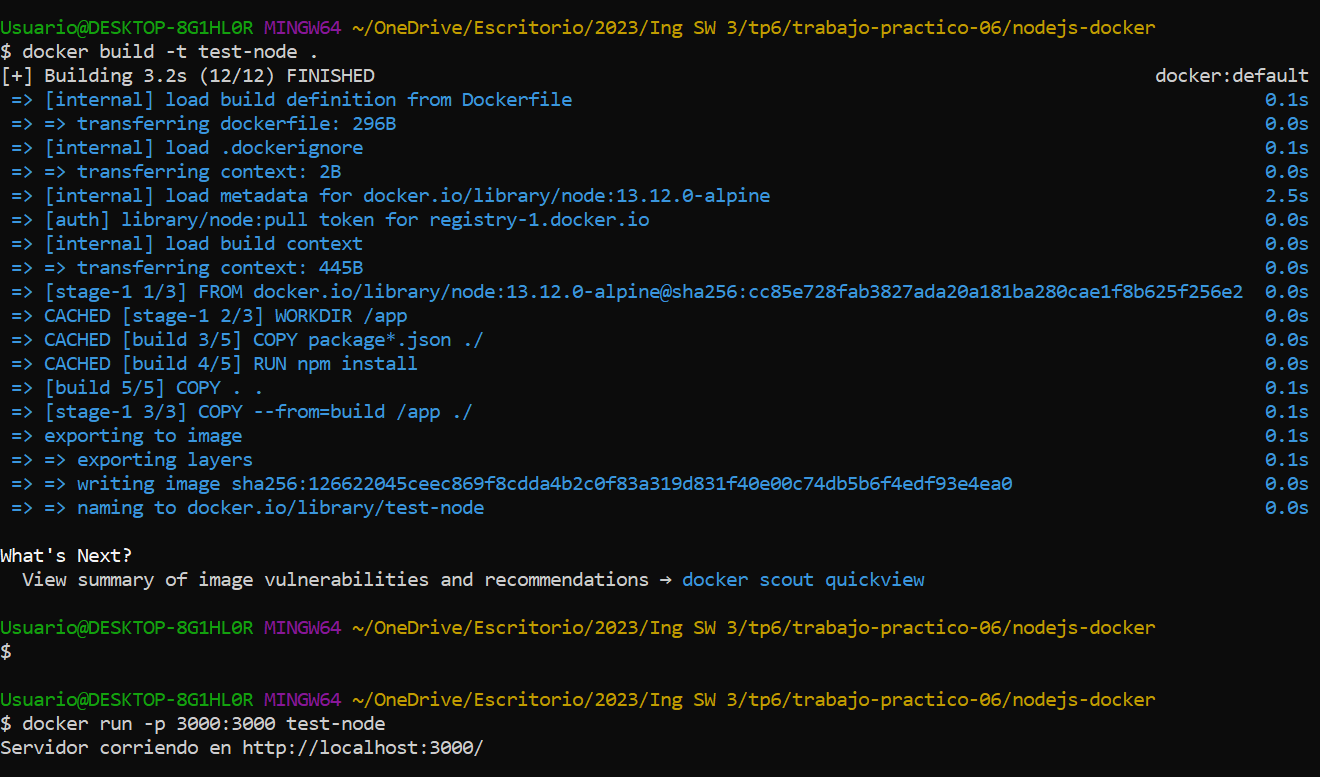 Usuario@DESKTOP-8G1HL0R MINGW64 ~/OneDrive/Escritorio/2023/Ing SW 3/tp6/trabajo-practico-06/nodejs-docker
$ docker build -t test-node .
[+] Building 3.2s (12/12) FINISHED docker:default
=> [internal] load build definition from Dockerfile 0.1s
=> => transferring dockerfile: 296B 0.0s
=> [internal] load .dockerignore 0.1s
=> => transferring context: 2B 0.0s
=> [internal] load metadata for docker.io/library/node:13.12.0-alpine 2.5s
=> [auth] library/node:pull token for registry-1.docker.io 0.0s
=> [internal] load build context 0.0s
=> => transferring context: 445B 0.0s
=> [stage-1 1/3] FROM docker.io/library/node:13.12.0-alpine@sha256:cc85e728fab3827ada20a181ba280cae1f8b625f256e2 0.0s
=> CACHED [stage-1 2/3] WORKDIR /app 0.0s
=> CACHED [build 3/5] COPY package*.json ./ 0.0s
=> CACHED [build 4/5] RUN npm install 0.0s
=> [build 5/5] COPY . . 0.1s
=> [stage-1 3/3] COPY --from=build /app ./ 0.1s
=> exporting to image 0.1s
=> => exporting layers 0.1s
=> => writing image sha256:126622045ceec869f8cdda4b2c0f83a319d831f40e00c74db5b6f4edf93e4ea0 0.0s
=> => naming to docker.io/library/test-node 0.0s
What's Next?
View summary of image vulnerabilities and recommendations → docker scout quickview
Usuario@DESKTOP-8G1HL0R MINGW64 ~/OneDrive/Escritorio/2023/Ing SW 3/tp6/trabajo-practico-06/nodejs-docker
$
Usuario@DESKTOP-8G1HL0R MINGW64 ~/OneDrive/Escritorio/2023/Ing SW 3/tp6/trabajo-practico-06/nodejs-docker
$ docker run -p 3000:3000 test-node
Servidor corriendo en http://localhost:3000/